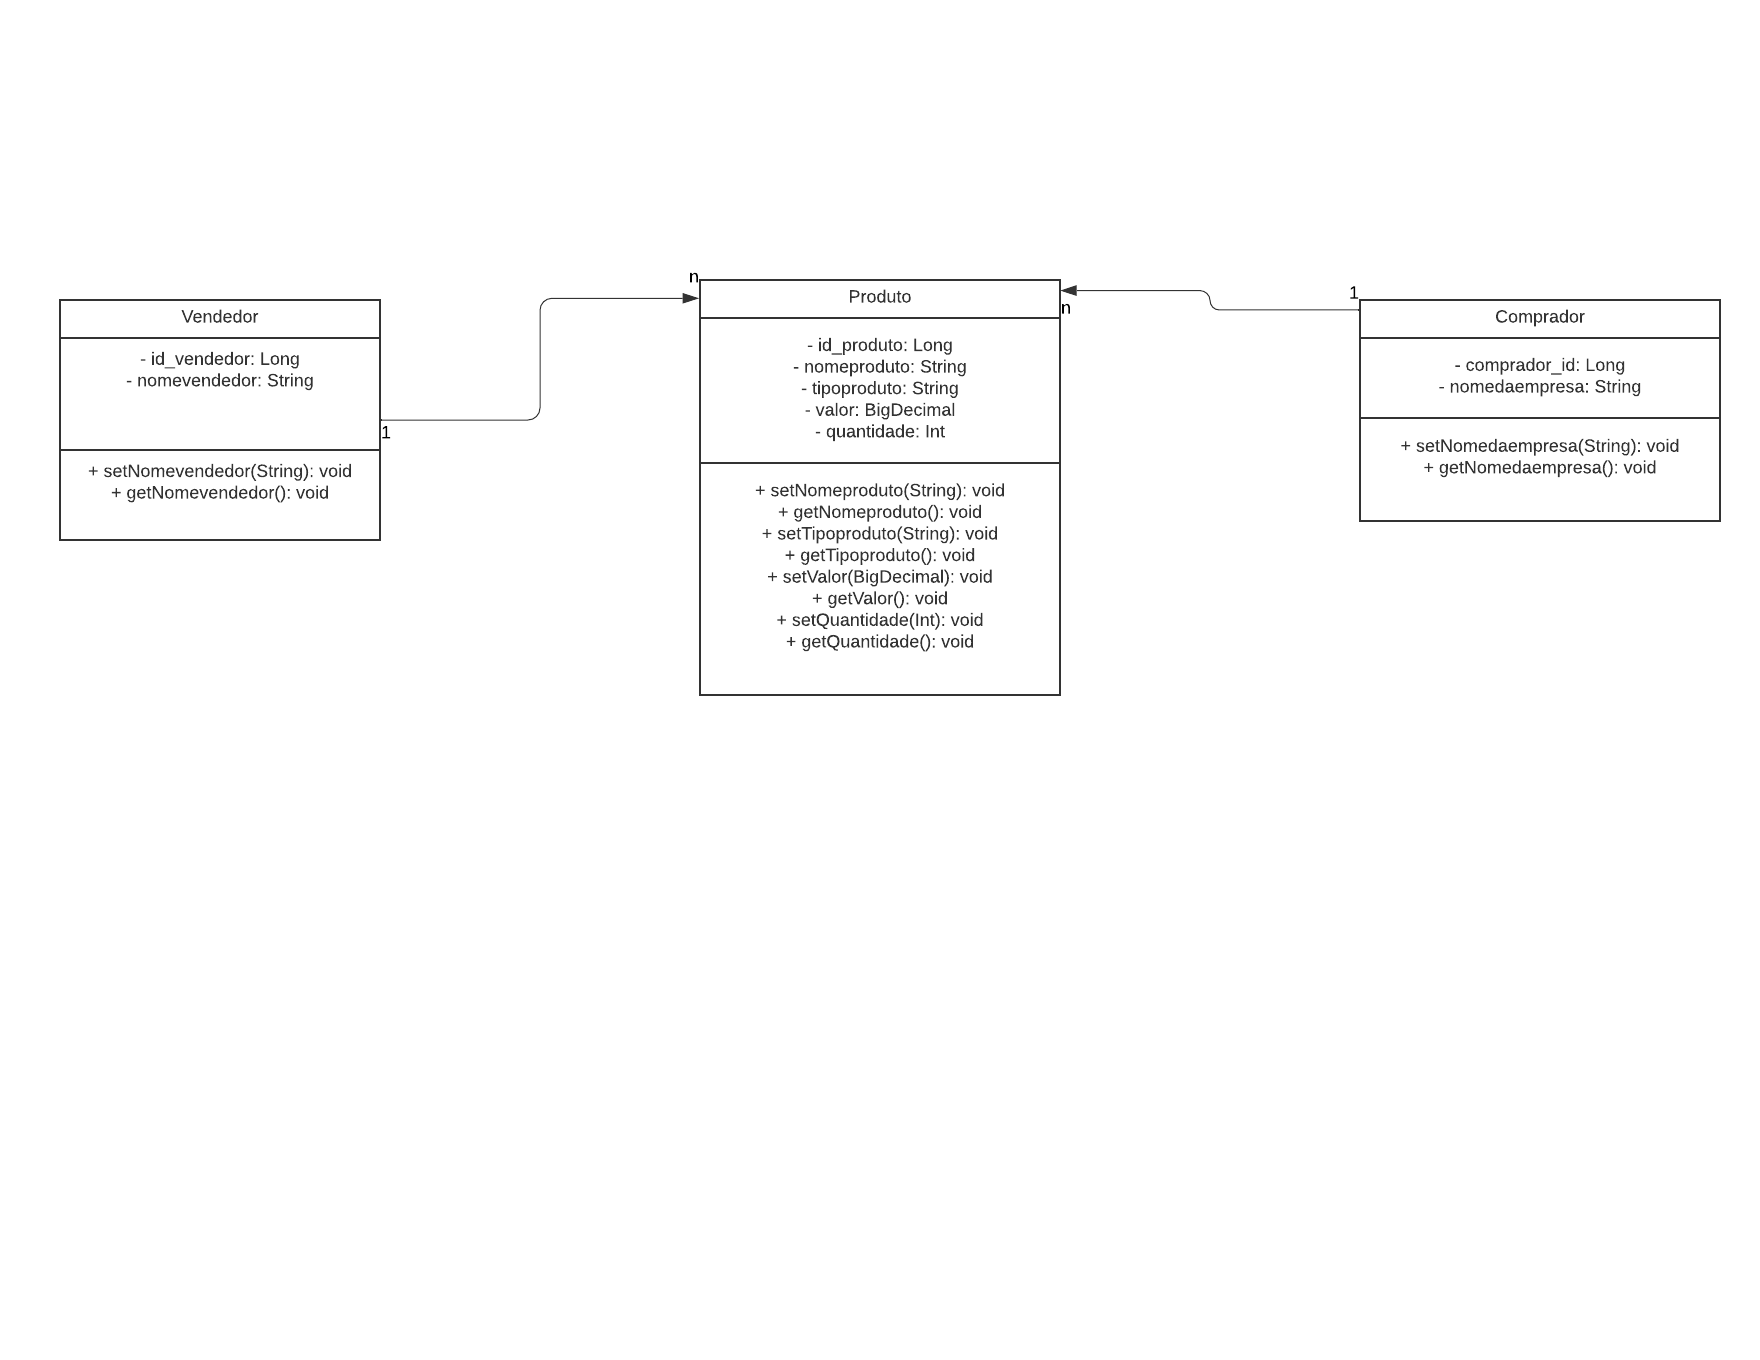 Vendedor
- id_vendedor: Long
- nomevendedor: String
+ setNomevendedor(String): void
+ getNomevendedor(): void
1
n
Produto
- id_produto: Long
- nomeproduto: String
- tipoproduto: String
- valor: BigDecimal
- quantidade: Int
+ setNomeproduto(String): void
+ getNomeproduto(): void
+ setTipoproduto(String): void
+ getTipoproduto(): void
+ setValor(BigDecimal): void
+ getValor(): void
+ setQuantidade(Int): void
+ getQuantidade(): void
n
1
Comprador
- comprador_id: Long
- nomedaempresa: String
+ setNomedaempresa(String): void
+ getNomedaempresa(): void